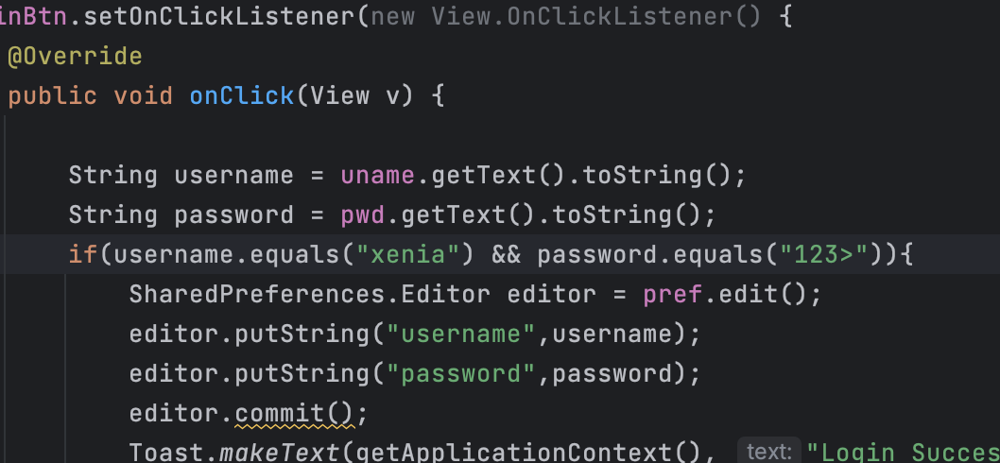 inBtn.setOnClickListener(new View.OnClickListener() {
@Override
public void onClick(View v) {
String username = uname.getText().toString();
String password = pwd.getText().toString();
if(username.equals("xenia") && password.equals("123>")){
SharedPreferences.Editor editor = pref.edit();
editor.putString("username",username);
editor.putString("password",password);
editor.commit();
Toast.makeText(getApplicationContext(), text: "Login Succes